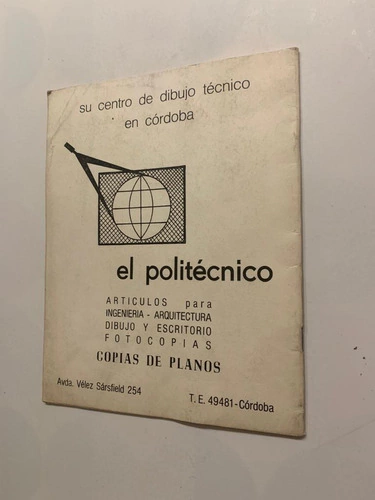 su centro de dibujo técnico
en córdoba
el politécnico
ARTICULOS para
INGENIERIA - ARQUITECTURA
DIBUJO Y ESCRITORIO
FOTOCOPIAS
COPIAS DE PLANOS
Avda. Vélez Sársfield 254
T. E. 49481-Córdoba